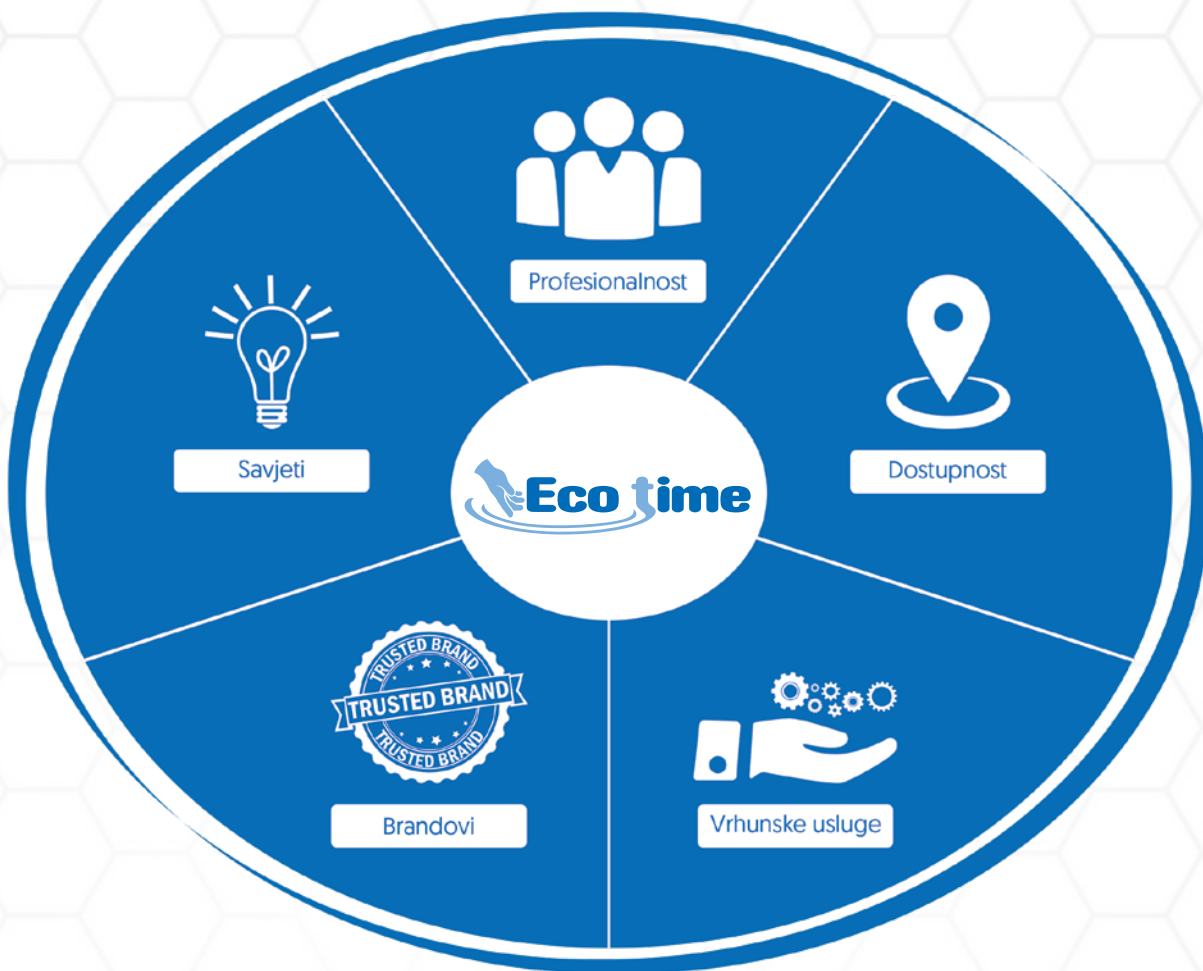 Profesionalnost
Savjeti
Dostupnost
Eco time
TRUSTED BRAND
TRUSTED BRAND
TRUSTED BRAND
Brandovi
Vrhunske usluge